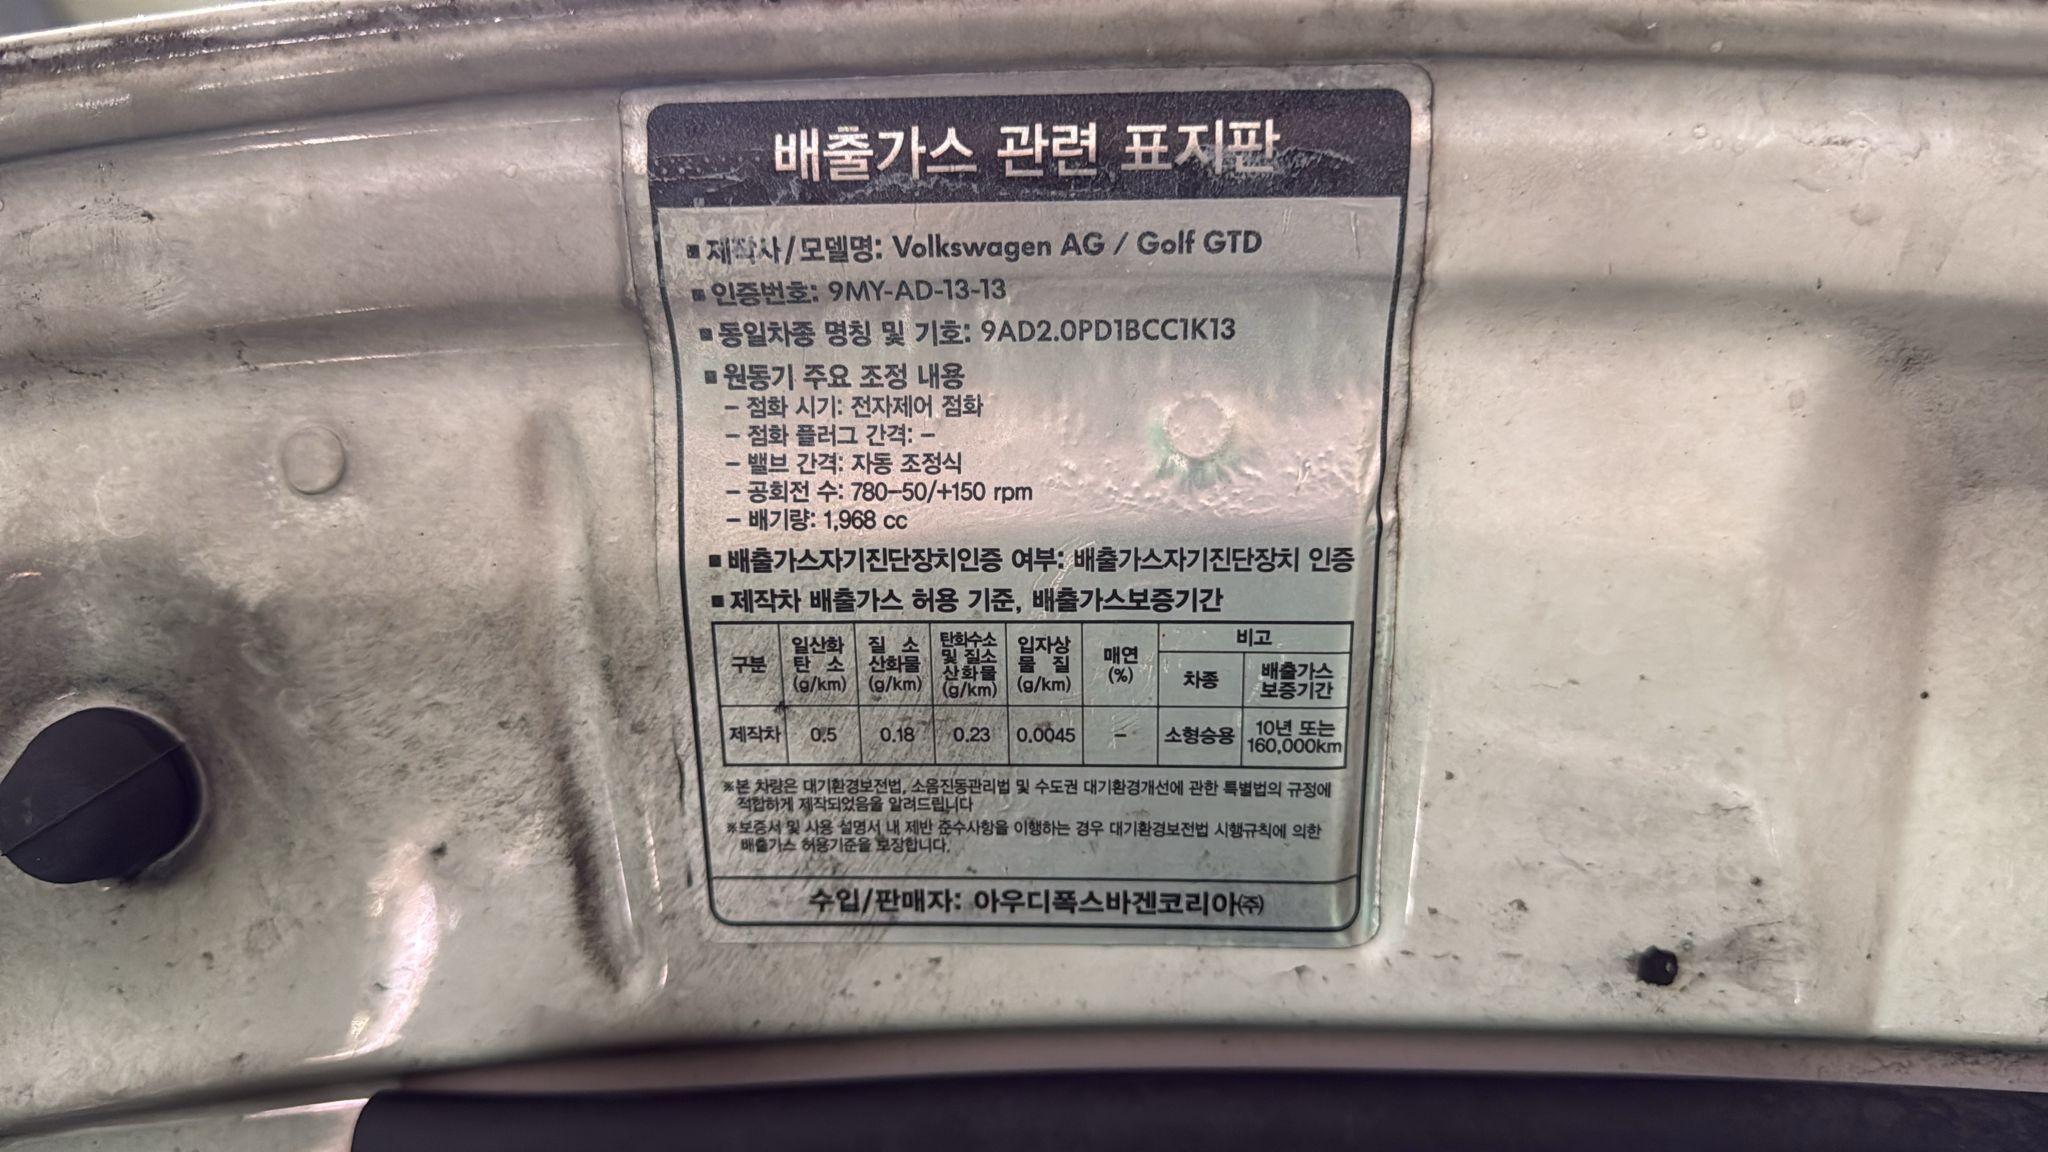 배출가스 관련 표지판
▪ 제작사/모델명: Volkswagen AG / Golf GTD
▪ 인증번호: 9MY-AD-13-13
▪ 동일차종 명칭 및 기호: 9AD2.0PD1BCC1K13
▪ 원동기 주요 조정 내용
– 점화 시기: 전자제어 점화
– 점화 플러그 간격: –
– 밸브 간격: 자동 조정식
– 공회전 수: 780-50/+150 rpm
– 배기량: 1,968 cc
▪ 배출가스자기진단장치인증 여부: 배출가스자기진단장치 인증
▪ 제작차 배출가스 허용 기준, 배출가스보증기간
구분 일산화탄소 (g/km) 질소산화물 (g/km) 탄화수소 및 질소산화물 (g/km) 입자상물질 (g/km) 매연 (%) 비고
차종 배출가스 보증기간
제작차 0.5 0.18 0.23 0.0045 – 소형승용 10년 또는 160,000km
※본 차량은 대기환경보전법, 소음진동관리법 및 수도권 대기환경개선에 관한 특별법의 규정에
적합하게 제작되었음을 알려드립니다
※보증서 및 사용 설명서 내 제반 준수사항을 이행하는 경우 대기환경보전법 시행규칙에 의한
배출가스 허용기준을 보장합니다.
수입/판매자: 아우디폭스바겐코리아㈜